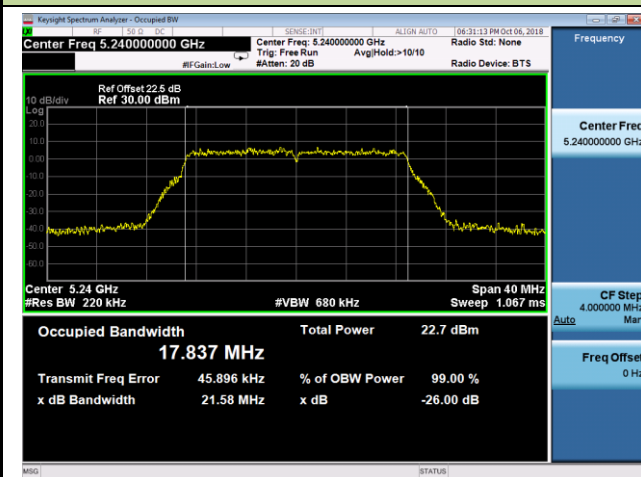 Keysight Spectrum Analyzer - Occupied BW
RF 50 Ω DC SENSE:INT ALIGN AUTO 06:31:13 PM Oct 06, 2018
Center Freq 5.240000000 GHz Center Freq: 5.240000000 GHz Radio Std: None
Trig: Free Run Avg|Hold:>10/10
#IFGain:Low #Atten: 20 dB Radio Device: BTS
Ref Offset 22.5 dB
10 dB/div Ref 30.00 dBm
Log
20.0
10.0
0.00
-10.0
-20.0
-30.0
-40.0
-50.0
-60.0
Center 5.24 GHz Span 40 MHz
#Res BW 220 kHz #VBW 680 kHz Sweep 1.067 ms
Occupied Bandwidth Total Power 22.7 dBm
17.837 MHz
Transmit Freq Error 45.896 kHz % of OBW Power 99.00 %
x dB Bandwidth 21.58 MHz x dB -26.00 dB
MSG STATUS
Frequency
Center Freq
5.240000000 GHz
CF Step
4.000000 MHz
Auto Man
Freq Offset
0 Hz